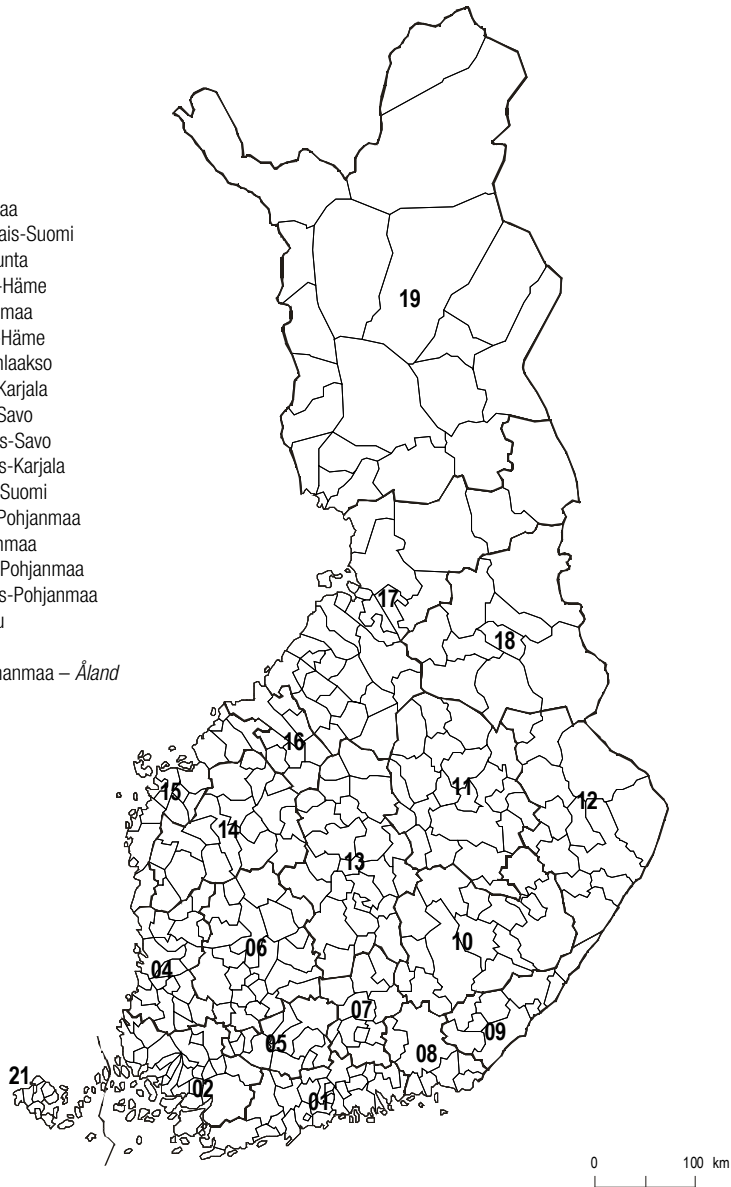 aa
ais-Suomi
unta
-Häme
maa
Häme
nlaakso
Karjala
Savo
s-Savo
s-Karjala
Suomi
Pohjanmaa
nmaa
Pohjanmaa
s-Pohjanmaa
u
nanmaa – Åland
19
17
18
16
15
11
12
14
13
10
06
04
07
09
05
08
21
02
01
0 100 km